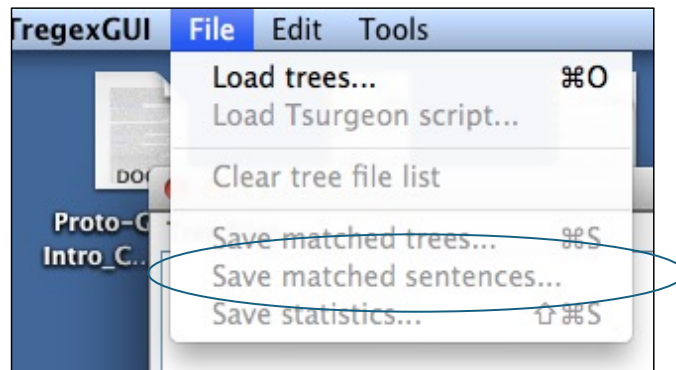 TregexGUI File Edit Tools
Load trees... ⌘O
Load Tsurgeon script...
Clear tree file list
Save matched trees... ⌘S
Save matched sentences...
Save statistics... ⇧⌘S
DOC
Proto-G
Intro_C...